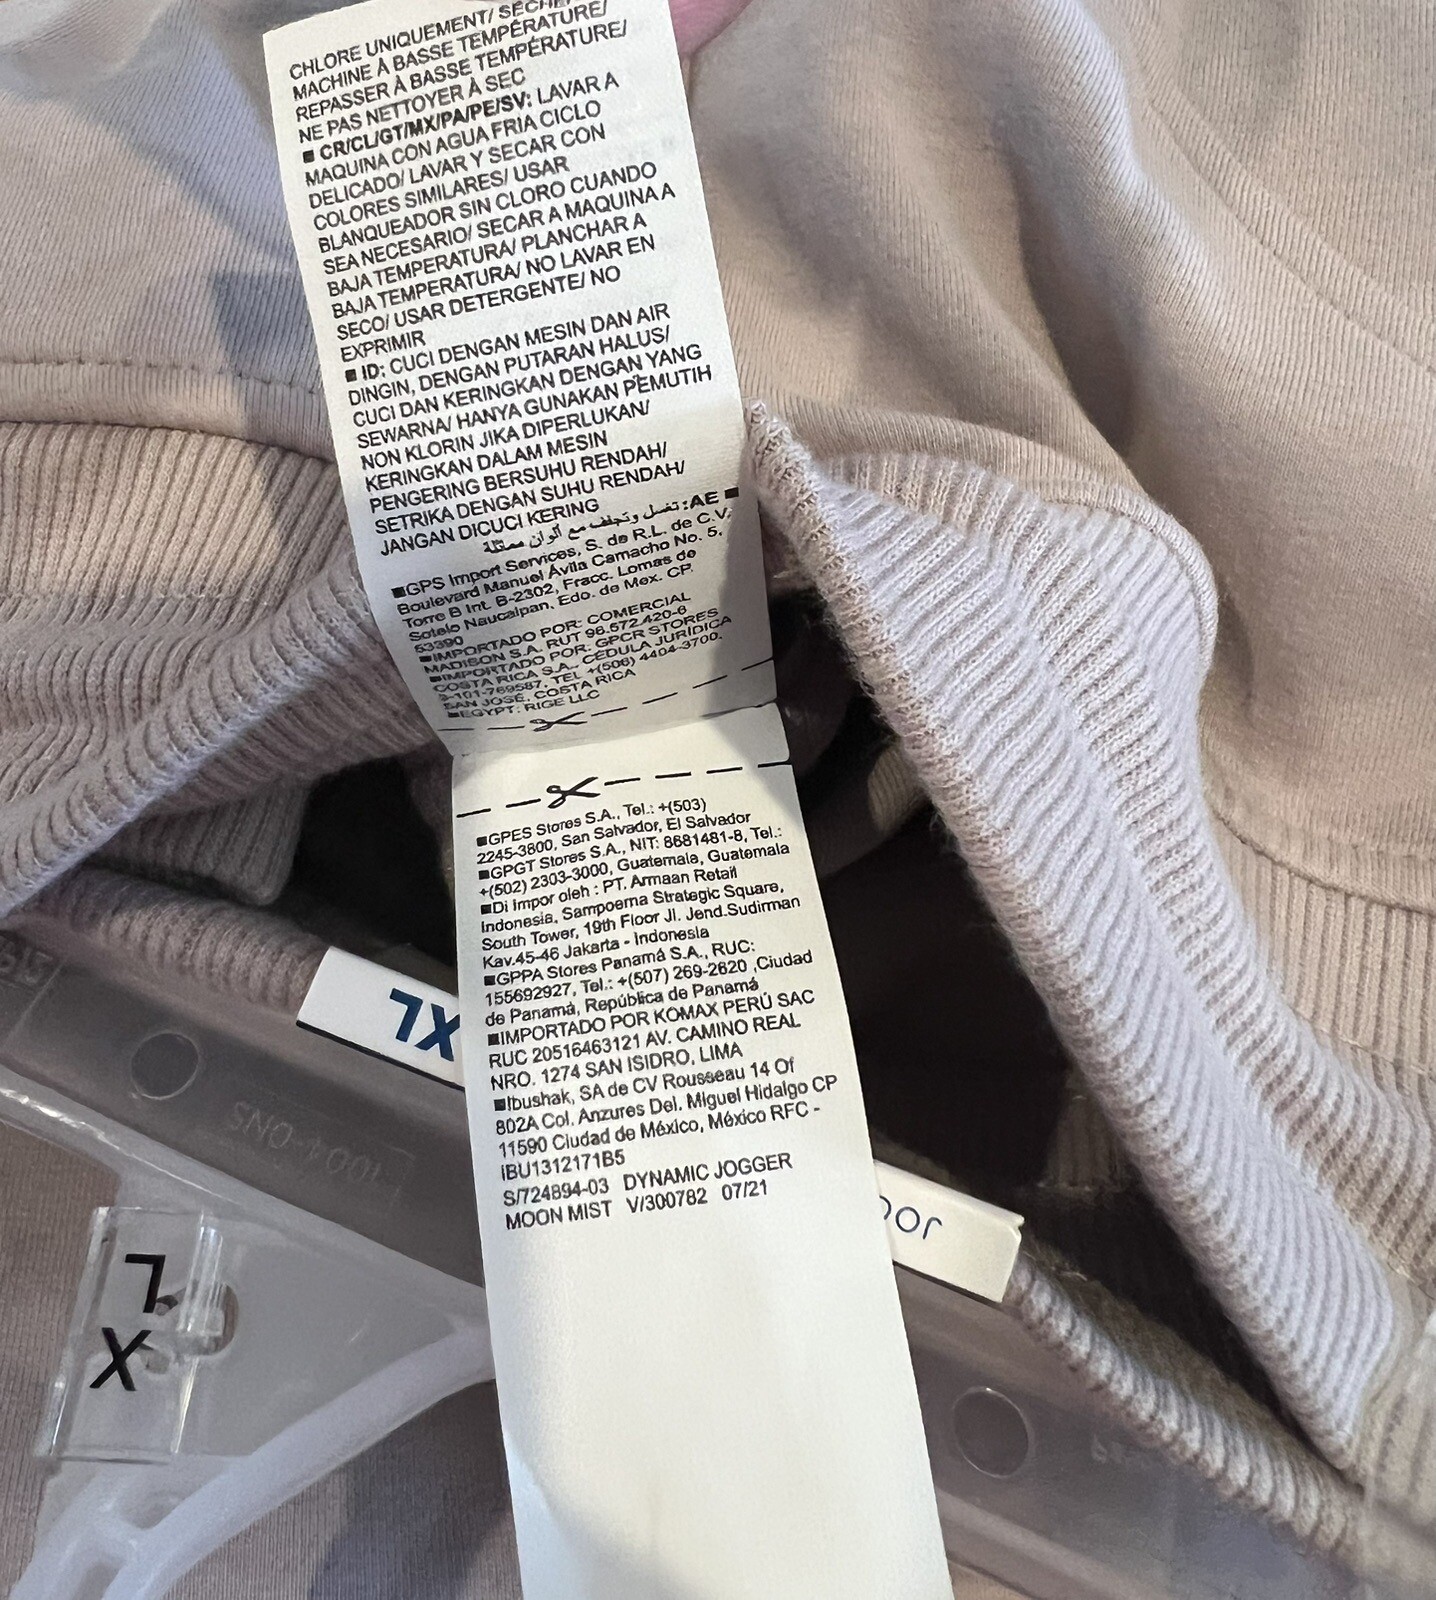 CHLORE UNIQUEMENT/
MACHINE À BASSE TEMPÉRATURE/
REPASSER À BASSE TEMPÉRATURE/
NE PAS NETTOYER À SEC
■ CR/CL/GT/MX/PA/PE/SV: LAVAR A
MAQUINA CON AGUA FRIA CICLO
DELICADO/ LAVAR Y SECAR CON
COLORES SIMILARES/ USAR
BLANQUEADOR SIN CLORO CUANDO
SEA NECESARIO/ SECAR A MAQUINA A
BAJA TEMPERATURA/ PLANCHAR A
BAJA TEMPERATURA/ NO LAVAR EN
SECO/ USAR DETERGENTE/ NO
EXPRIMIR
■ ID: CUCI DENGAN MESIN DAN AIR
DINGIN, DENGAN PUTARAN HALUS/
CUCI DAN KERINGKAN DENGAN YANG
SEWARNA/ HANYA GUNAKAN PEMUTIH
NON KLORIN JIKA DIPERLUKAN/
KERINGKAN DALAM MESIN
PENGERING BERSUHU RENDAH/
SETRIKA DENGAN SUHU RENDAH/
JANGAN DICUCI KERING
■ AE: تغسل وتجفف مع ألوان مماثلة
■GPS Import Services, S. de R.L. de C.V.
Boulevard Manuel Ávila Camacho No. 5,
Torre B Int. B-2302, Fracc. Lomas de
Sotelo Naucalpan, Edo. de Mex. CP.
53390
■IMPORTADO POR: COMERCIAL
MADISON S.A. RUT 96.572.420-6
■IMPORTADO POR: GPCR STORES
COSTA RICA S.A., CÉDULA JURÍDICA
3-101-769587, TEL +(506) 4404-3700.
SAN JOSÉ, COSTA RICA
■EGYPT: RIGE LLC
■GPES Stores S.A., Tel.: +(503)
2245-3800, San Salvador, El Salvador
■GPGT Stores S.A., NIT: 8681481-8, Tel.:
+(502) 2303-3000, Guatemala, Guatemala
■Di Impor oleh : PT. Armaan Retail
Indonesia, Sampoerna Strategic Square,
South Tower, 19th Floor Jl. Jend.Sudirman
Kav.45-46 Jakarta - Indonesia
■GPPA Stores Panamá S.A., RUC:
155692927, Tel.: +(507) 269-2620 ,Ciudad
de Panamá, República de Panamá
■IMPORTADO POR KOMAX PERÚ SAC
RUC 20516463121 AV. CAMINO REAL
NRO. 1274 SAN ISIDRO, LIMA
■Ibushak, SA de CV Rousseau 14 Of
802A Col. Anzures Del. Miguel Hidalgo CP
11590 Ciudad de México, México RFC -
IBU1312171B5
S/724894-03 DYNAMIC JOGGER
MOON MIST V/300782 07/21
XL
XL